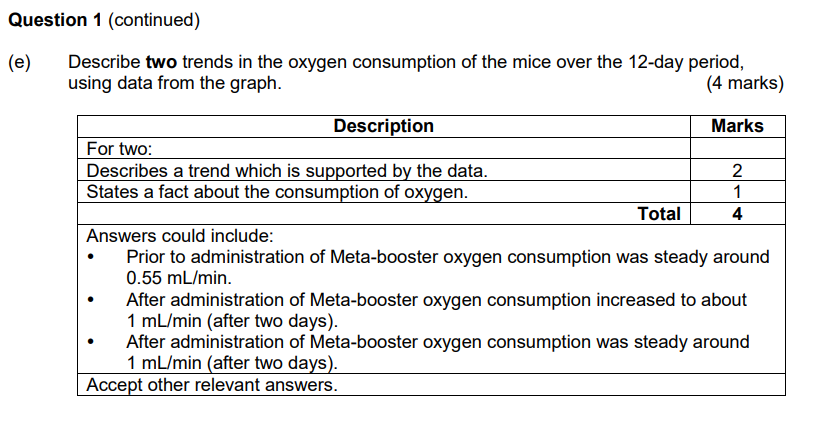 Question 1 (continued)
(e) Describe two trends in the oxygen consumption of the mice over the 12-day period,
using data from the graph. (4 marks)
Description Marks
For two:
Describes a trend which is supported by the data. 2
States a fact about the consumption of oxygen. 1
Total 4
Answers could include:
• Prior to administration of Meta-booster oxygen consumption was steady around
0.55 mL/min.
• After administration of Meta-booster oxygen consumption increased to about
1 mL/min (after two days).
• After administration of Meta-booster oxygen consumption was steady around
1 mL/min (after two days).
Accept other relevant answers.